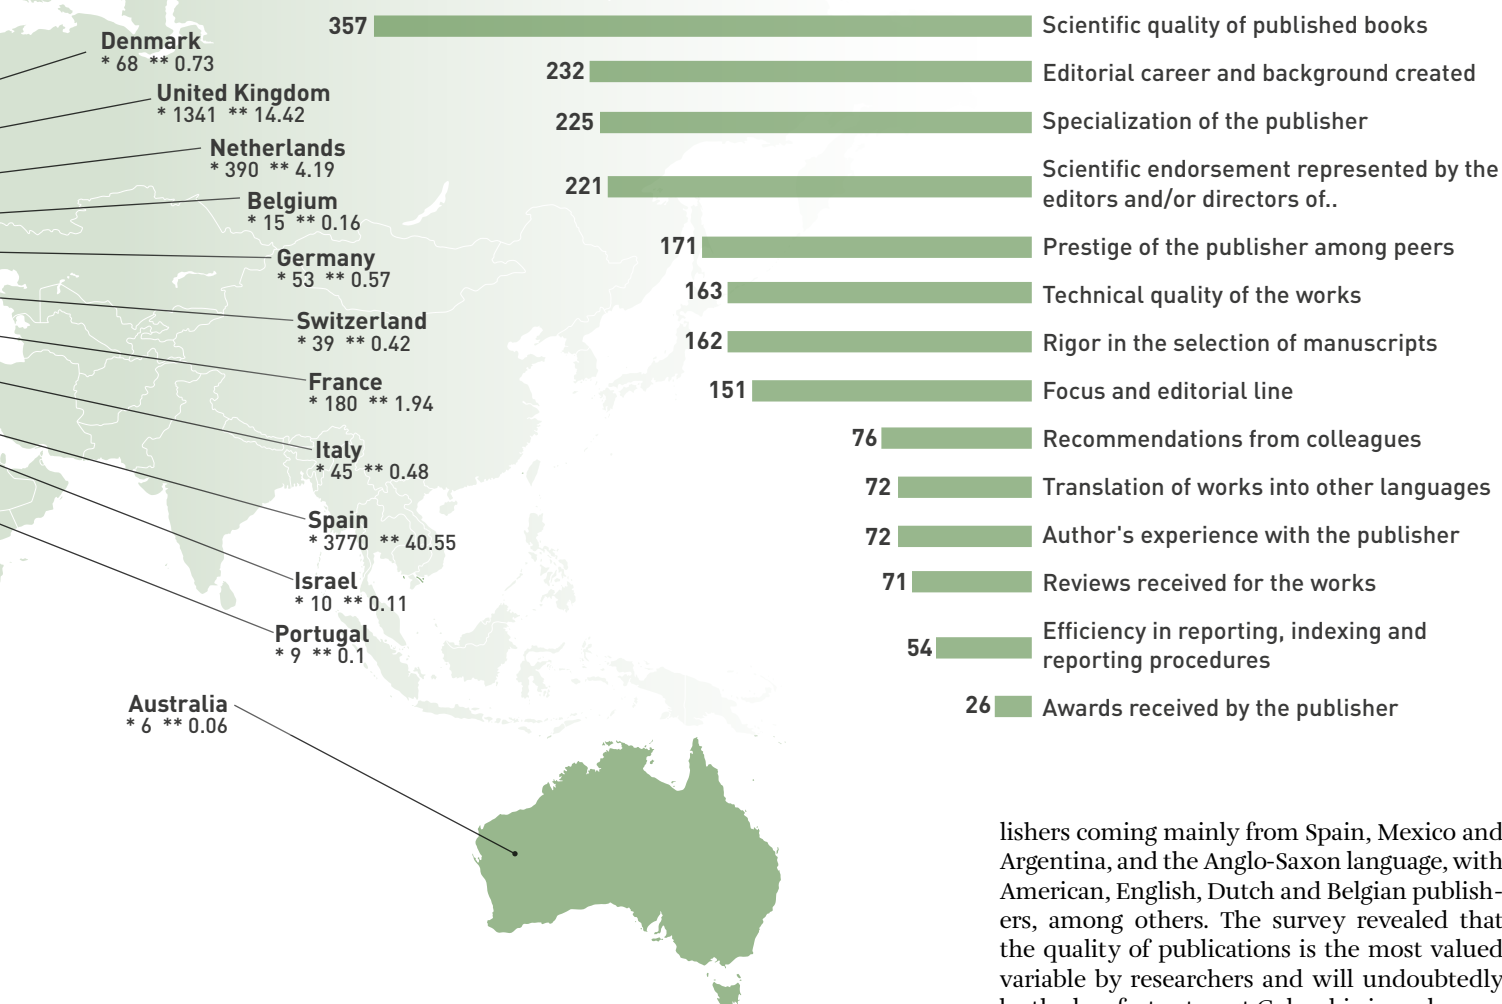 Denmark
* 68 ** 0.73
United Kingdom
* 1341 ** 14.42
Netherlands
* 390 ** 4.19
Belgium
* 15 ** 0.16
Germany
* 53 ** 0.57
Switzerland
* 39 ** 0.42
France
* 180 ** 1.94
Italy
* 45 ** 0.48
Spain
* 3770 ** 40.55
Israel
* 10 ** 0.11
Portugal
* 9 ** 0.1
Australia
* 6 ** 0.06
357 Scientific quality of published books
232 Editorial career and background created
225 Specialization of the publisher
Scientific endorsement represented by the
221 editors and/or directors of..
171 Prestige of the publisher among peers
163 Technical quality of the works
162 Rigor in the selection of manuscripts
151 Focus and editorial line
76 Recommendations from colleagues
72 Translation of works into other languages
72 Author's experience with the publisher
71 Reviews received for the works
54 Efficiency in reporting, indexing and
reporting procedures
26 Awards received by the publisher
lishers coming mainly from Spain, Mexico and
Argentina, and the Anglo-Saxon language, with
American, English, Dutch and Belgian publish-
ers, among others. The survey revealed that
the quality of publications is the most valued
variable by researchers and will undoubtedly